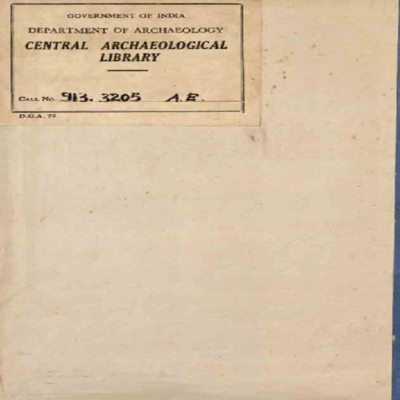 GOVERNMENT OF INDIA
DEPARTMENT OF ARCHAEOLOGY
CENTRAL ARCHAEOLOGICAL
LIBRARY
CALL No. 913.3205 A.E.
D.G.A. 79